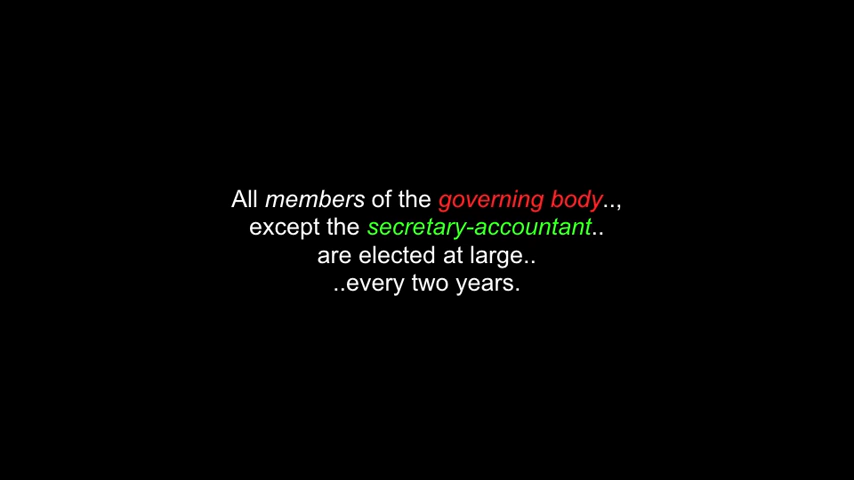 All members of the governing body..,
except the secretary-accountant..
are elected at large..
..every two years.